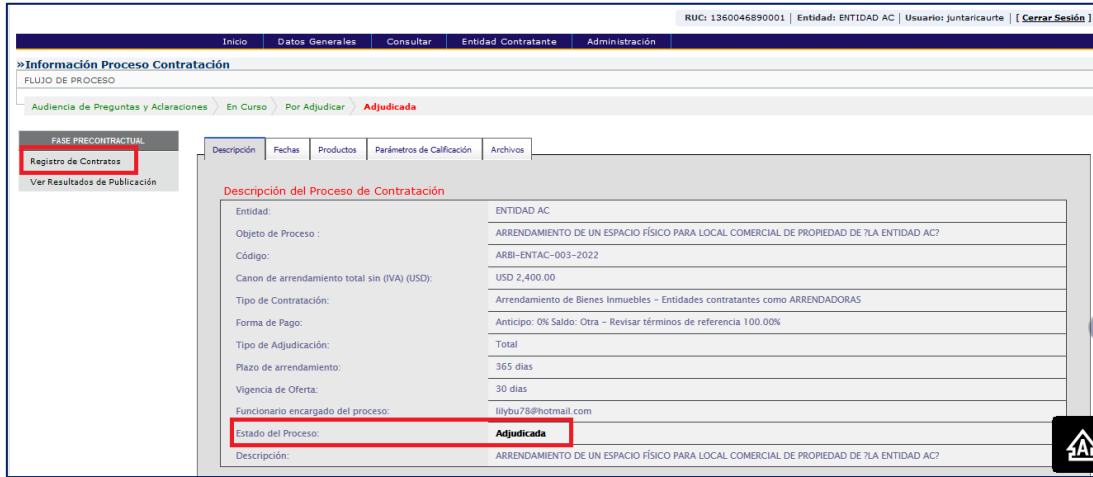 RUC: 1360046890001 | Entidad: ENTIDAD AC | Usuario: juntaricaurte | [ Cerrar Sesión ]
Inicio Datos Generales Consultar Entidad Contratante Administración
»Información Proceso Contratación
FLUJO DE PROCESO
Audiencia de Preguntas y Aclaraciones En Curso Por Adjudicar Adjudicada
FASE PRECONTRACTUAL
Registro de Contratos
Ver Resultados de Publicación
Descripción Fechas Productos Parámetros de Calificación Archivos
Descripción del Proceso de Contratación
Entidad: ENTIDAD AC
Objeto de Proceso : ARRENDAMIENTO DE UN ESPACIO FÍSICO PARA LOCAL COMERCIAL DE PROPIEDAD DE ?LA ENTIDAD AC?
Código: ARBI-ENTAC-003-2022
Canon de arrendamiento total sin (IVA) (USD): USD 2,400.00
Tipo de Contratación: Arrendamiento de Bienes Inmuebles - Entidades contratantes como ARRENDADORAS
Forma de Pago: Anticipo: 0% Saldo: Otra - Revisar términos de referencia 100.00%
Tipo de Adjudicación: Total
Plazo de arrendamiento: 365 dias
Vigencia de Oferta: 30 dias
Funcionario encargado del proceso: lilybu78@hotmail.com
Estado del Proceso: Adjudicada
Descripción: ARRENDAMIENTO DE UN ESPACIO FÍSICO PARA LOCAL COMERCIAL DE PROPIEDAD DE ?LA ENTIDAD AC?